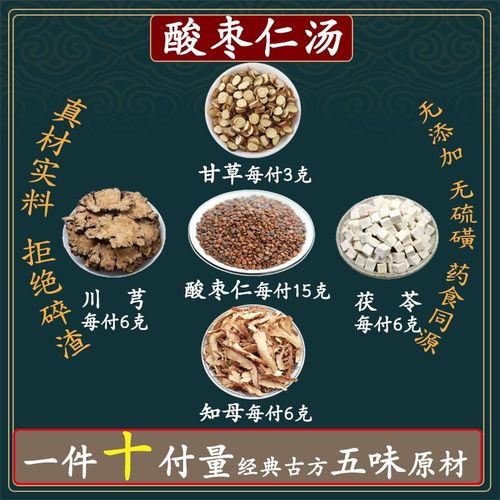 酸枣仁汤
真材实料 拒绝碎渣
无添加 无硫磺 药食同源
甘草每付3克
川芎
每付6克
酸枣仁每付15克
茯苓
每付6克
知母每付6克
一件十付量经典古方五味原材